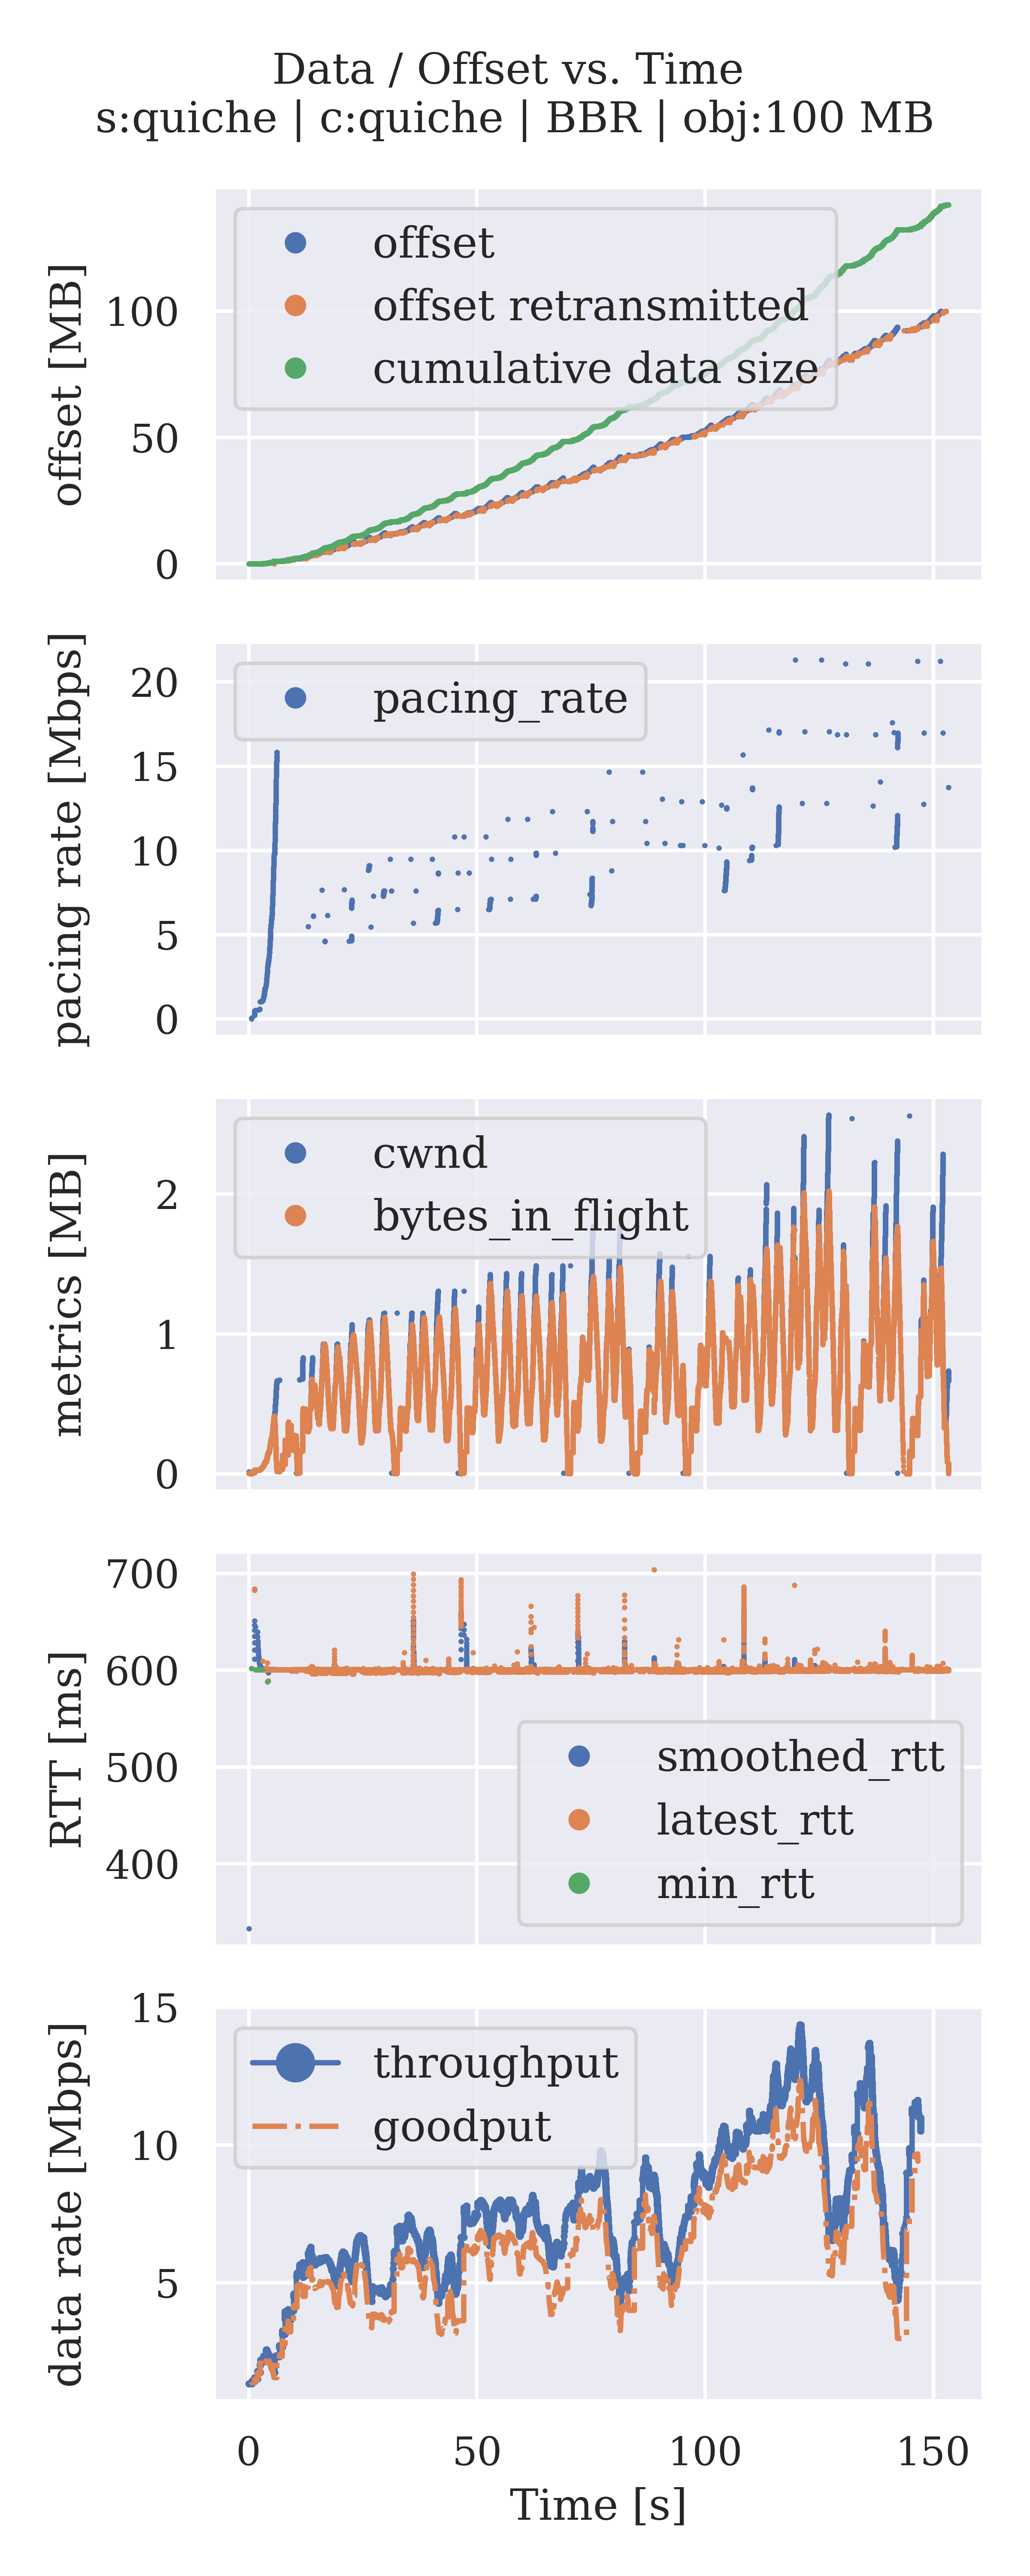 Data / Offset vs. Time
s:quiche | c:quiche | BBR | obj:100 MB
offset [MB]
100
50
0
offset
offset retransmitted
cumulative data size
pacing rate [Mbps]
20
15
10
5
0
pacing_rate
metrics [MB]
2
1
0
cwnd
bytes_in_flight
RTT [ms]
700
600
500
400
smoothed_rtt
latest_rtt
min_rtt
data rate [Mbps]
15
10
5
throughput
goodput
0 50 100 150
Time [s]